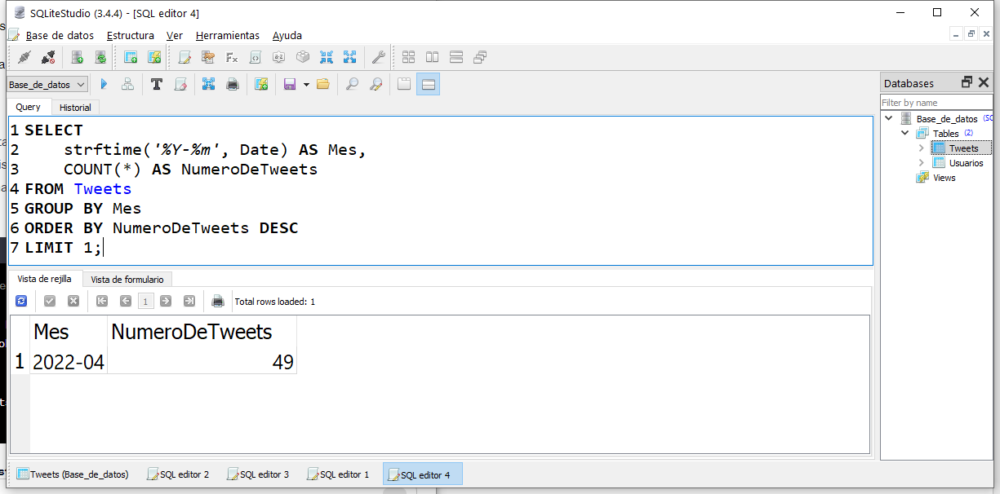 SQLiteStudio (3.4.4) - [SQL editor 4]
Base de datos Estructura Ver Herramientas Ayuda
Base_de_datos
Query Historial
1 SELECT
2 strftime('%Y-%m', Date) AS Mes,
3 COUNT(*) AS NumeroDeTweets
4 FROM Tweets
5 GROUP BY Mes
6 ORDER BY NumeroDeTweets DESC
7 LIMIT 1;
Vista de rejilla Vista de formulario
1 Total rows loaded: 1
Mes NumeroDeTweets
1 2022-04 49
Databases
Filter by name
Base_de_datos
Tables (2)
Tweets
Usuarios
Views
Tweets (Base_de_datos) SQL editor 2 SQL editor 3 SQL editor 1 SQL editor 4